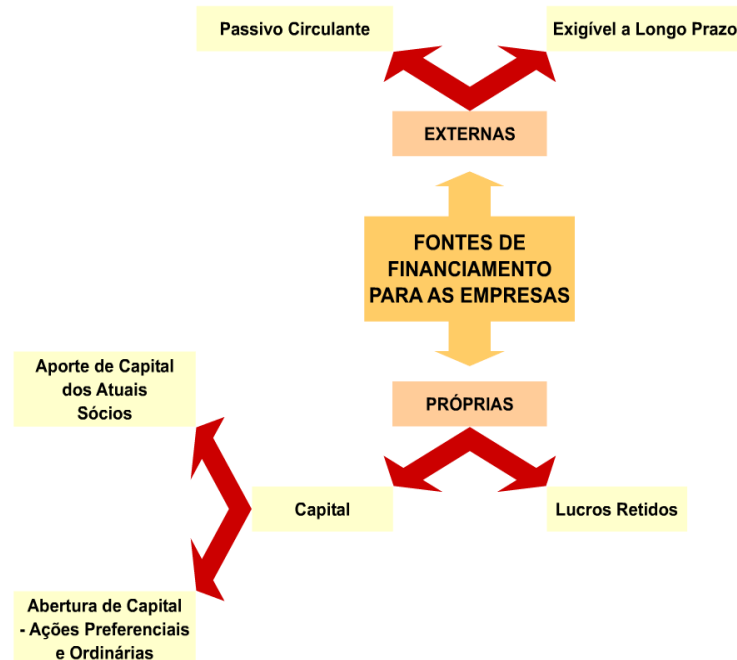 Passivo Circulante
Exigível a Longo Prazo
EXTERNAS
FONTES DE
FINANCIAMENTO
PARA AS EMPRESAS
Aporte de Capital
dos Atuais
Sócios
PRÓPRIAS
Capital
Lucros Retidos
Abertura de Capital
- Ações Preferenciais
e Ordinárias